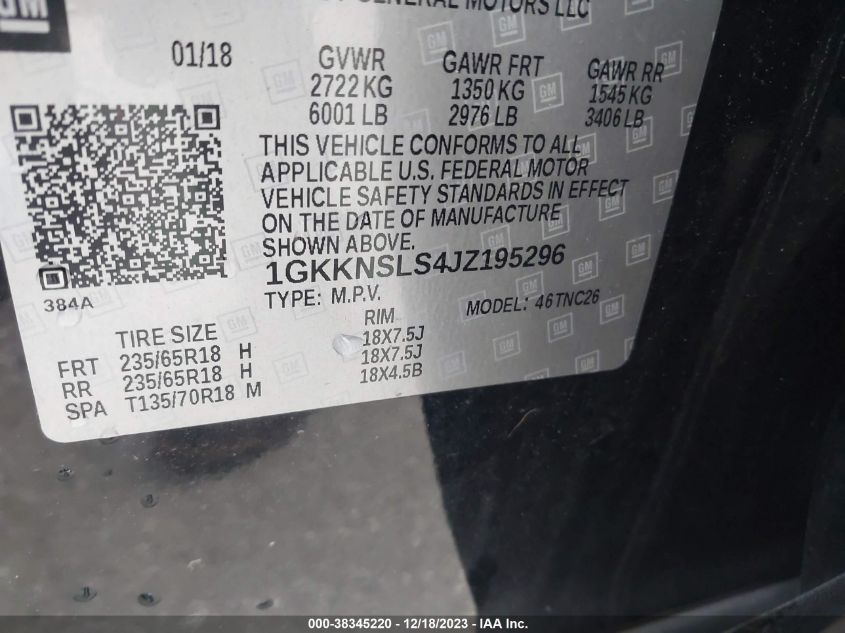 GM
GENERAL MOTORS LLC
01/18 GVWR GAWR FRT GAWR RR
2722 KG 1350 KG 1545 KG
6001 LB 2976 LB 3406 LB
THIS VEHICLE CONFORMS TO ALL
APPLICABLE U.S. FEDERAL MOTOR
VEHICLE SAFETY STANDARDS IN EFFECT
ON THE DATE OF MANUFACTURE
SHOWN ABOVE.
1GKKNSLS4JZ195296
384A
TYPE: M.P.V. MODEL: 46TNC26
TIRE SIZE RIM
FRT 235/65R18 H 18X7.5J
RR 235/65R18 H 18X7.5J
SPA T135/70R18 M 18X4.5B
000-38345220 - 12/18/2023 - IAA Inc.